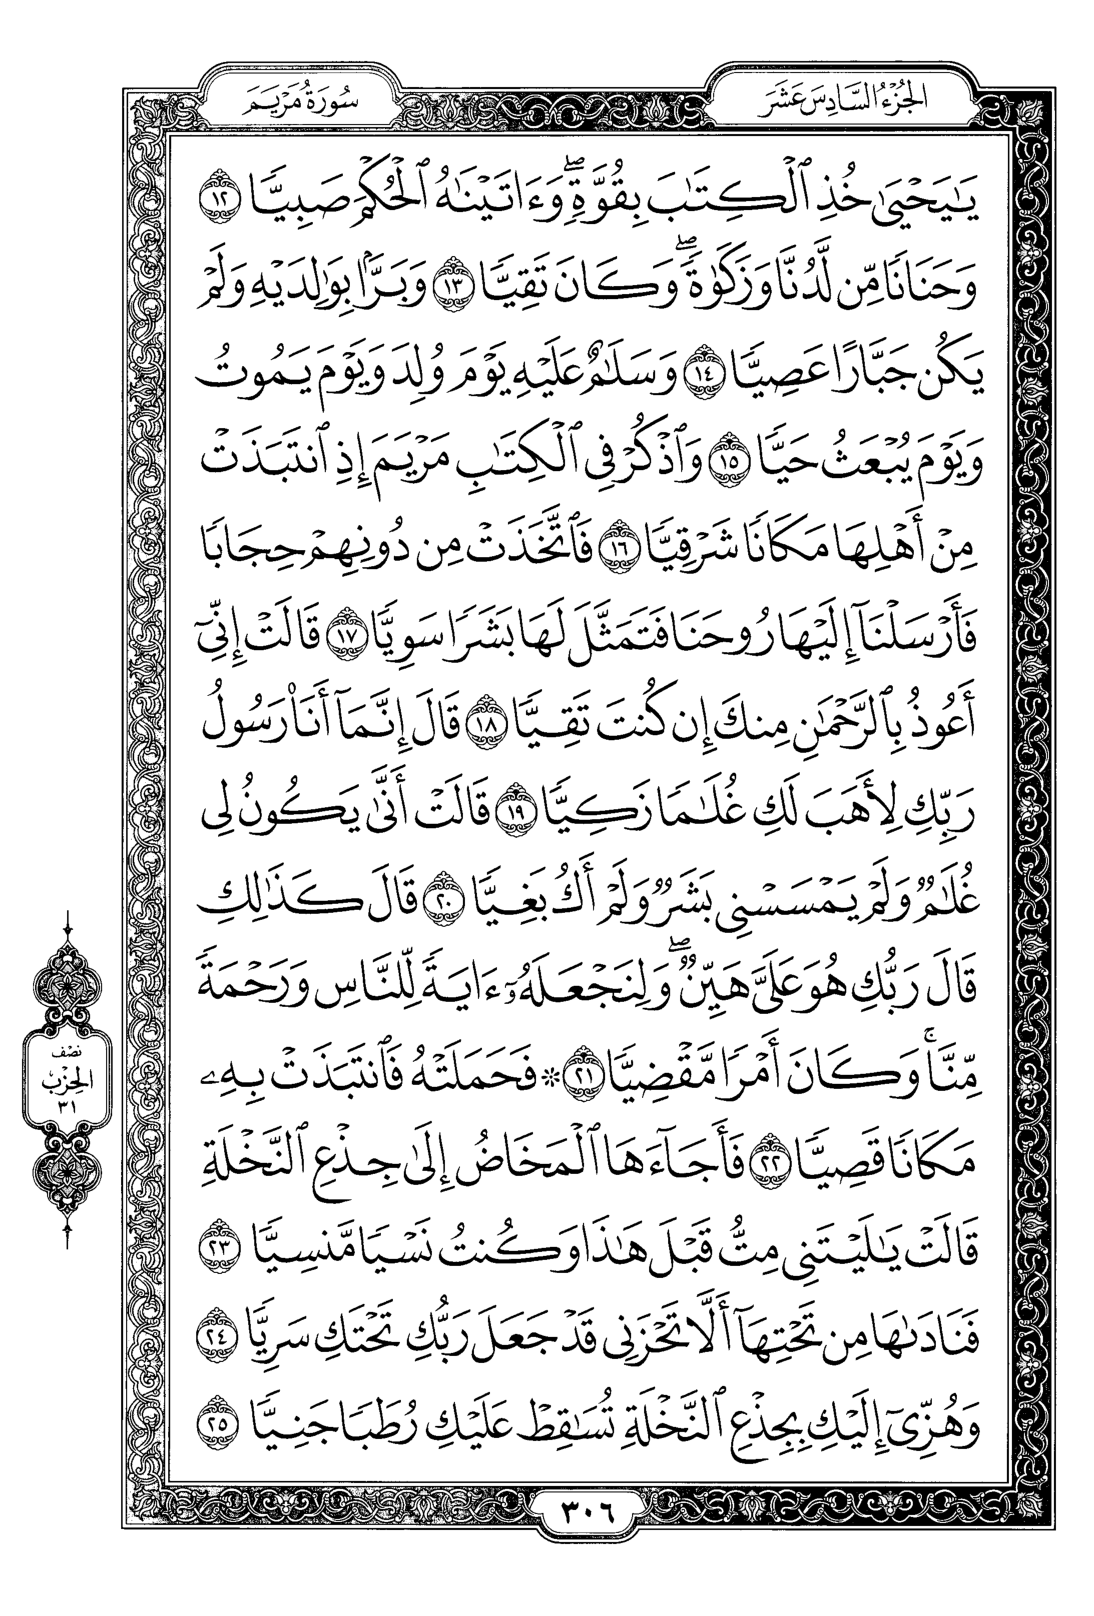 الجُزْءُ السَّادِسَ عَشَرَ
سُورَةُ مَرْيَمَ
يَٰيَحْيَىٰ خُذِ ٱلْكِتَٰبَ بِقُوَّةٖۖ وَءَاتَيْنَٰهُ ٱلْحُكْمَ صَبِيّٗا ١٢
وَحَنَانٗا مِّن لَّدُنَّا وَزَكَوٰةٗۖ وَكَانَ تَقِيّٗا ١٣ وَبَرَّۢا بِوَٰلِدَيْهِ وَلَمْ
يَكُن جَبَّارًا عَصِيّٗا ١٤ وَسَلَٰمٌ عَلَيْهِ يَوْمَ وُلِدَ وَيَوْمَ يَمُوتُ
وَيَوْمَ يُبْعَثُ حَيّٗا ١٥ وَٱذْكُرْ فِي ٱلْكِتَٰبِ مَرْيَمَ إِذِ ٱنتَبَذَتْ
مِنْ أَهْلِهَا مَكَانٗا شَرْقِيّٗا ١٦ فَٱتَّخَذَتْ مِن دُونِهِمْ حِجَابٗا
فَأَرْسَلْنَآ إِلَيْهَا رُوحَنَا فَتَمَثَّلَ لَهَا بَشَرٗا سَوِيّٗا ١٧ قَالَتْ إِنِّيٓ
أَعُوذُ بِٱلرَّحْمَٰنِ مِنكَ إِن كُنتَ تَقِيّٗا ١٨ قَالَ إِنَّمَآ أَنَا۠ رَسُولُ
رَبِّكِ لِأَهَبَ لَكِ غُلَٰمٗا زَكِيّٗا ١٩ قَالَتْ أَنَّىٰ يَكُونُ لِي
غُلَٰمٞ وَلَمْ يَمْسَسْنِي بَشَرٞ وَلَمْ أَكُ بَغِيّٗا ٢٠ قَالَ كَذَٰلِكِ
قَالَ رَبُّكِ هُوَ عَلَيَّ هَيِّنٞۖ وَلِنَجْعَلَهُۥٓ ءَايَةٗ لِّلنَّاسِ وَرَحْمَةٗ
مِّنَّاۚ وَكَانَ أَمْرٗا مَّقْضِيّٗا ٢١ ۞ فَحَمَلَتْهُ فَٱنتَبَذَتْ بِهِۦ
مَكَانٗا قَصِيّٗا ٢٢ فَأَجَآءَهَا ٱلْمَخَاضُ إِلَىٰ جِذْعِ ٱلنَّخْلَةِ
قَالَتْ يَٰلَيْتَنِي مِتُّ قَبْلَ هَٰذَا وَكُنتُ نَسْيٗا مَّنسِيّٗا ٢٣
فَنَادَىٰهَا مِن تَحْتِهَآ أَلَّا تَحْزَنِي قَدْ جَعَلَ رَبُّكِ تَحْتَكِ سَرِيّٗا ٢٤
وَهُزِّيٓ إِلَيْكِ بِجِذْعِ ٱلنَّخْلَةِ تُسَٰقِطْ عَلَيْكِ رُطَبٗا جَنِيّٗا ٢٥
نصْف
الحِزْبُ
٣١
٣٠٦